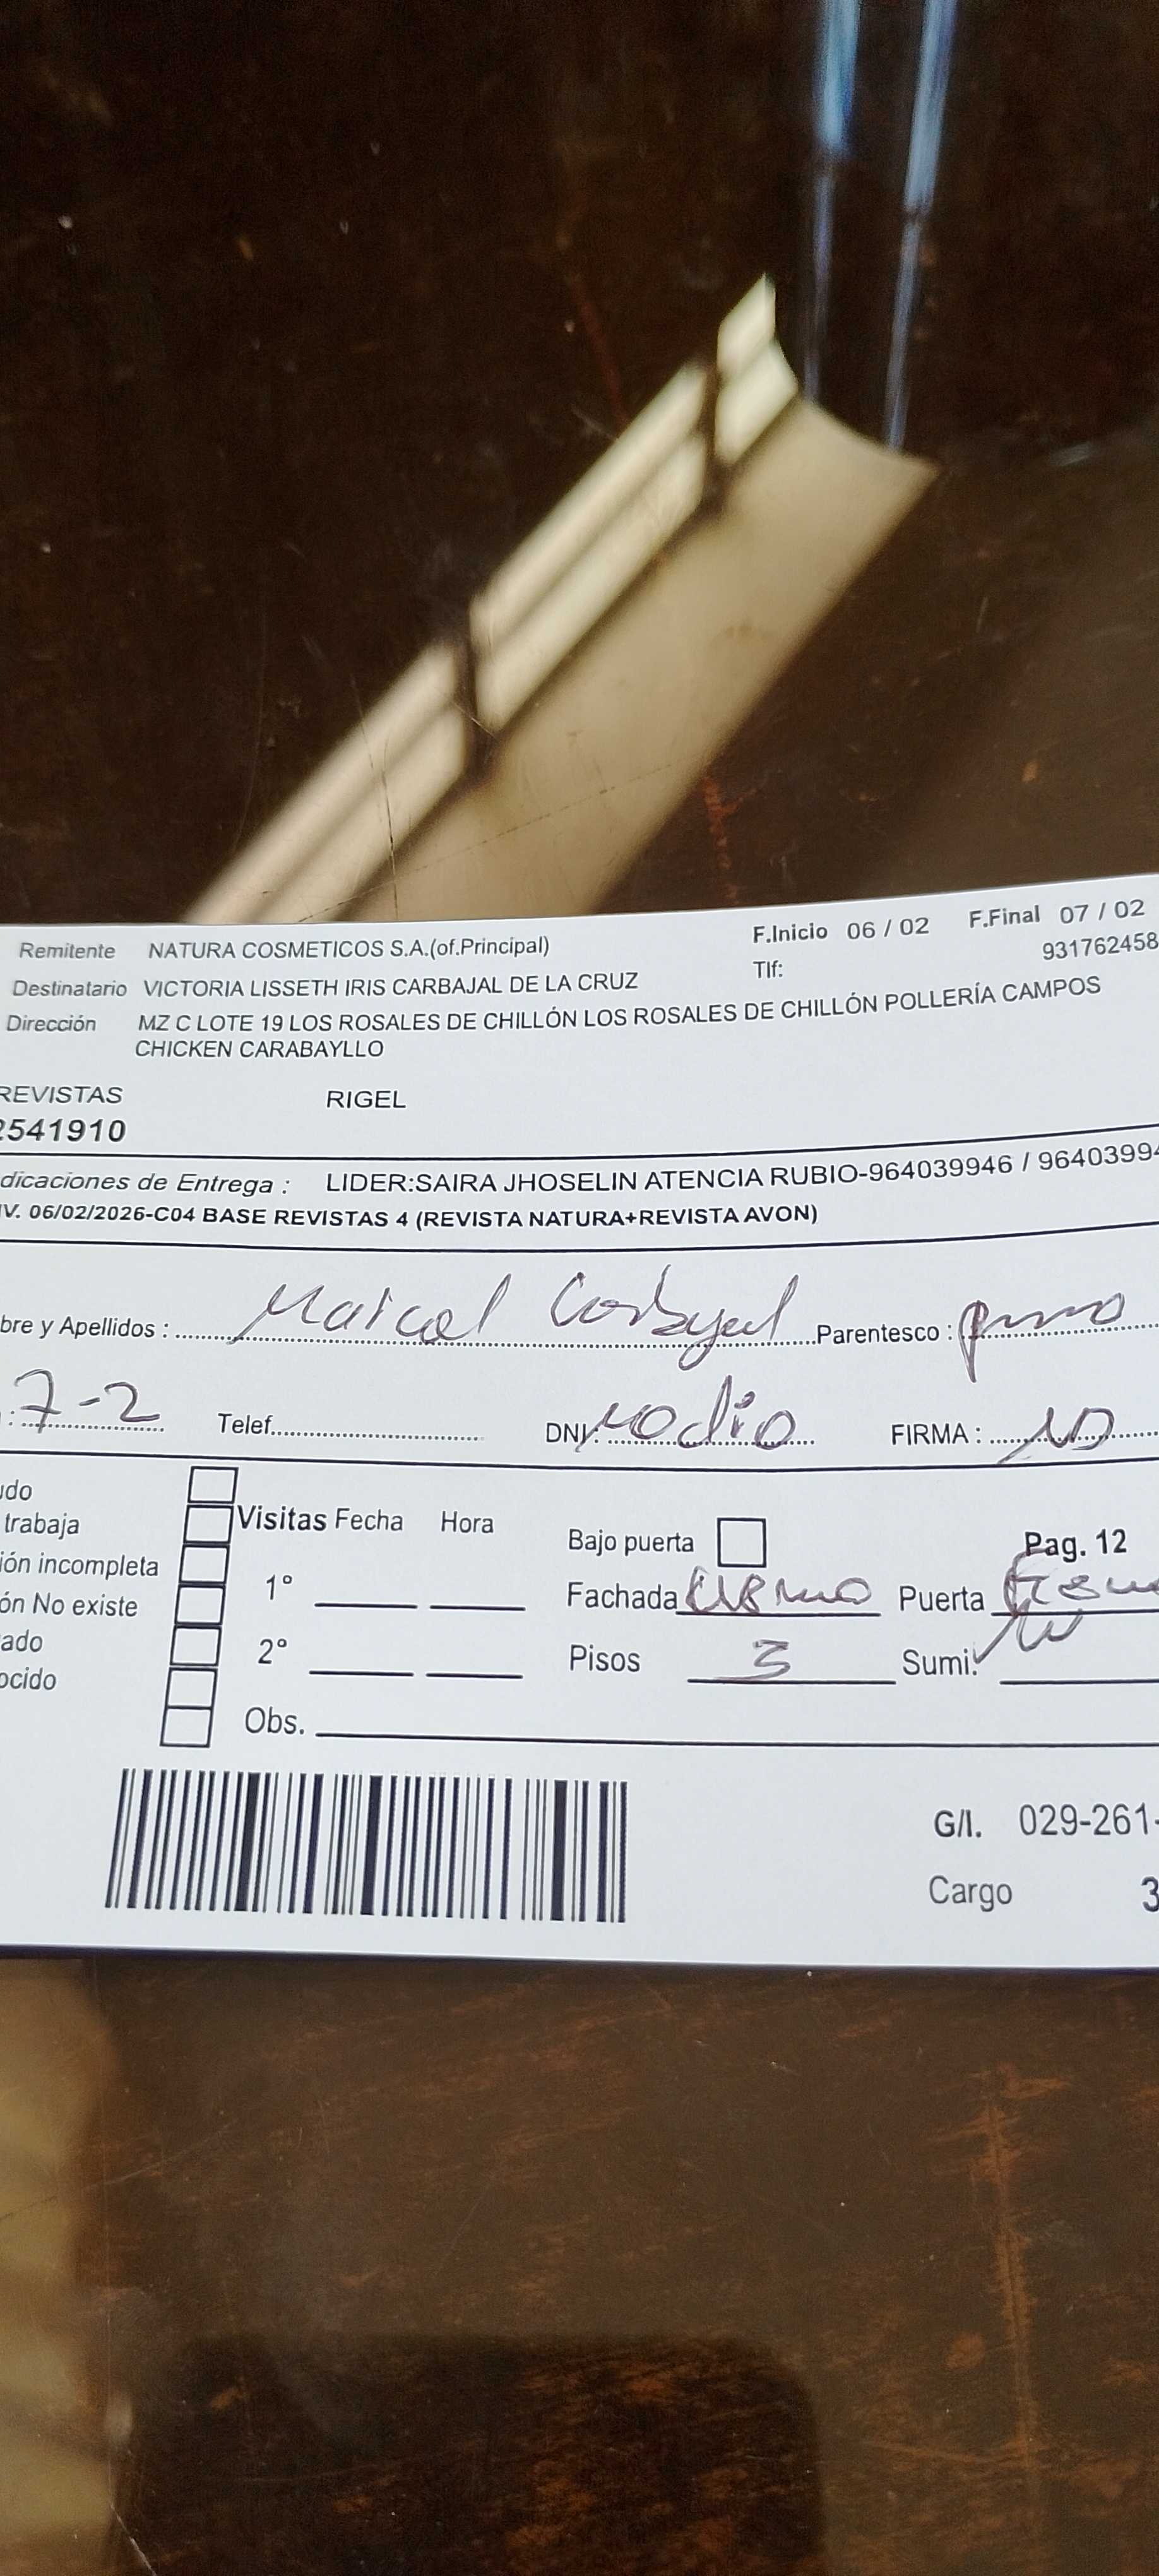 Remitente NATURA COSMETICOS S.A.(of.Principal) F.Inicio 06 / 02 F.Final 07 / 02
Destinatario VICTORIA LISSETH IRIS CARBAJAL DE LA CRUZ Tlf: 931762458
Dirección MZ C LOTE 19 LOS ROSALES DE CHILLÓN LOS ROSALES DE CHILLÓN POLLERÍA CAMPOS
CHICKEN CARABAYLLO
REVISTAS RIGEL
2541910
dicaciones de Entrega : LIDER:SAIRA JHOSELIN ATENCIA RUBIO-964039946 / 96403994
V. 06/02/2026-C04 BASE REVISTAS 4 (REVISTA NATURA+REVISTA AVON)
bre y Apellidos : Parentesco :
: 7-2 Telef. DNI: FIRMA :
do
trabaja Visitas Fecha Hora Bajo puerta Pag. 12
ión incompleta 1° Fachada Puerta
ón No existe
ado 2° Pisos 3 Sumi.
ocido
Obs.
G/I. 029-261-
Cargo 3